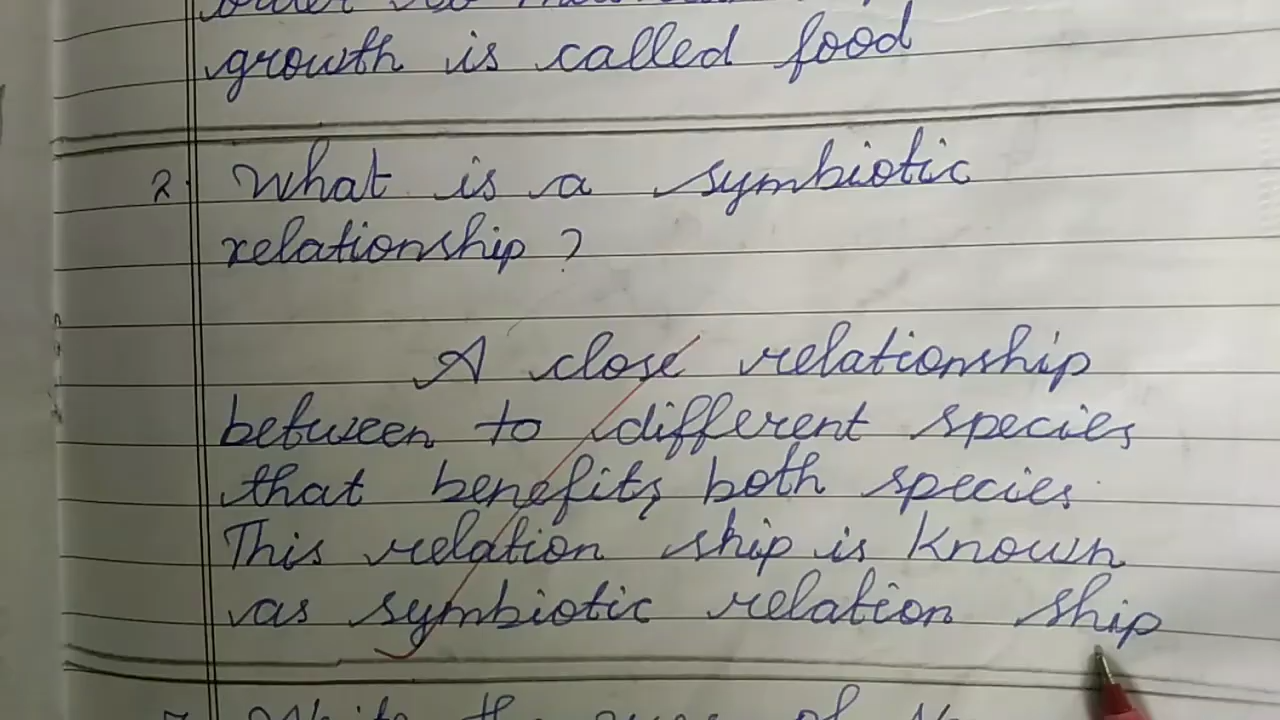 growth is called food
2. What is a symbiotic
relationship?
A close relationship
between to different species
that benefits both species.
This relation ship is known
as symbiotic relation ship